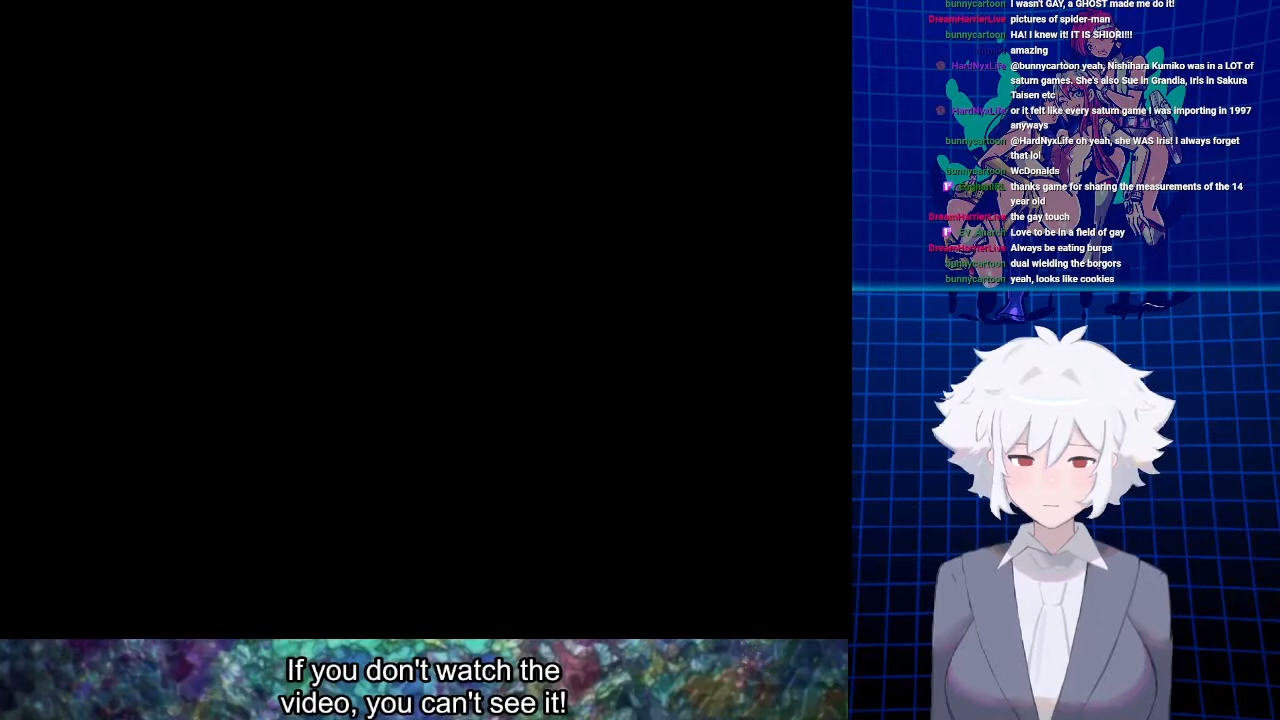 bunnycartoon I wasn't GAY, a GHOST made me do it!
DreamHarrierLive pictures of spider-man
bunnycartoon HA! I knew it! IT IS SHIORI!!!
amazing
HardNyxLife @bunnycartoon yeah, Nishihara Kumiko was in a LOT of
saturn games. She's also Sue in Grandia, Iris in Sakura
Taisen etc
HardNyxLife or it felt like every saturn game I was importing in 1997
anyways
bunnycartoon @HardNyxLife oh yeah, she WAS Iris! I always forget
that lol
bunnycartoon WcDonalds
thanks game for sharing the measurements of the 14
year old
DreamHarrierLive the gay touch
Love to be in a field of gay
DreamHarrierLive Always be eating burgs
bunnycartoon dual wielding the borgors
bunnycartoon yeah, looks like cookies
If you don't watch the
video, you can't see it!